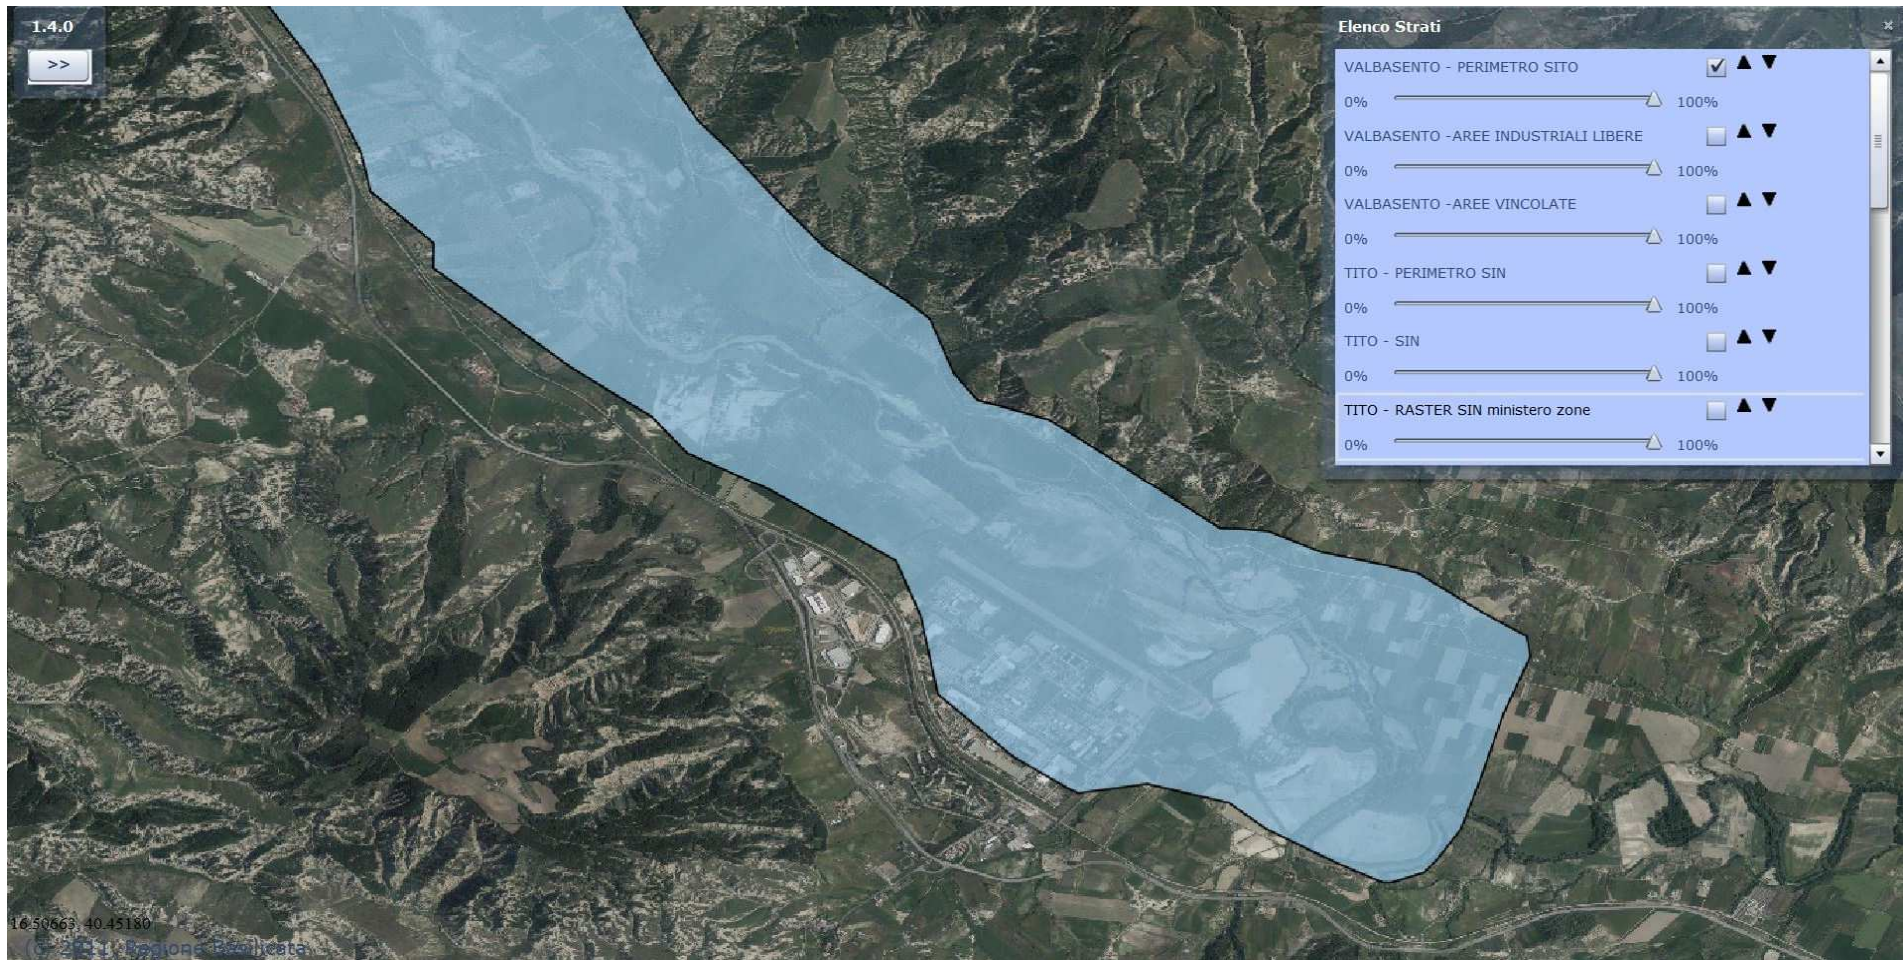 1.4.0
>>
Elenco Strati
VALBASENTO - PERIMETRO SITO
0% 100%
VALBASENTO -AREE INDUSTRIALI LIBERE
0% 100%
VALBASENTO -AREE VINCOLATE
0% 100%
TITO - PERIMETRO SIN
0% 100%
TITO - SIN
0% 100%
TITO - RASTER SIN ministero zone
0% 100%
16.50663, 40.45180
(c) 2011, Regione Basilicata